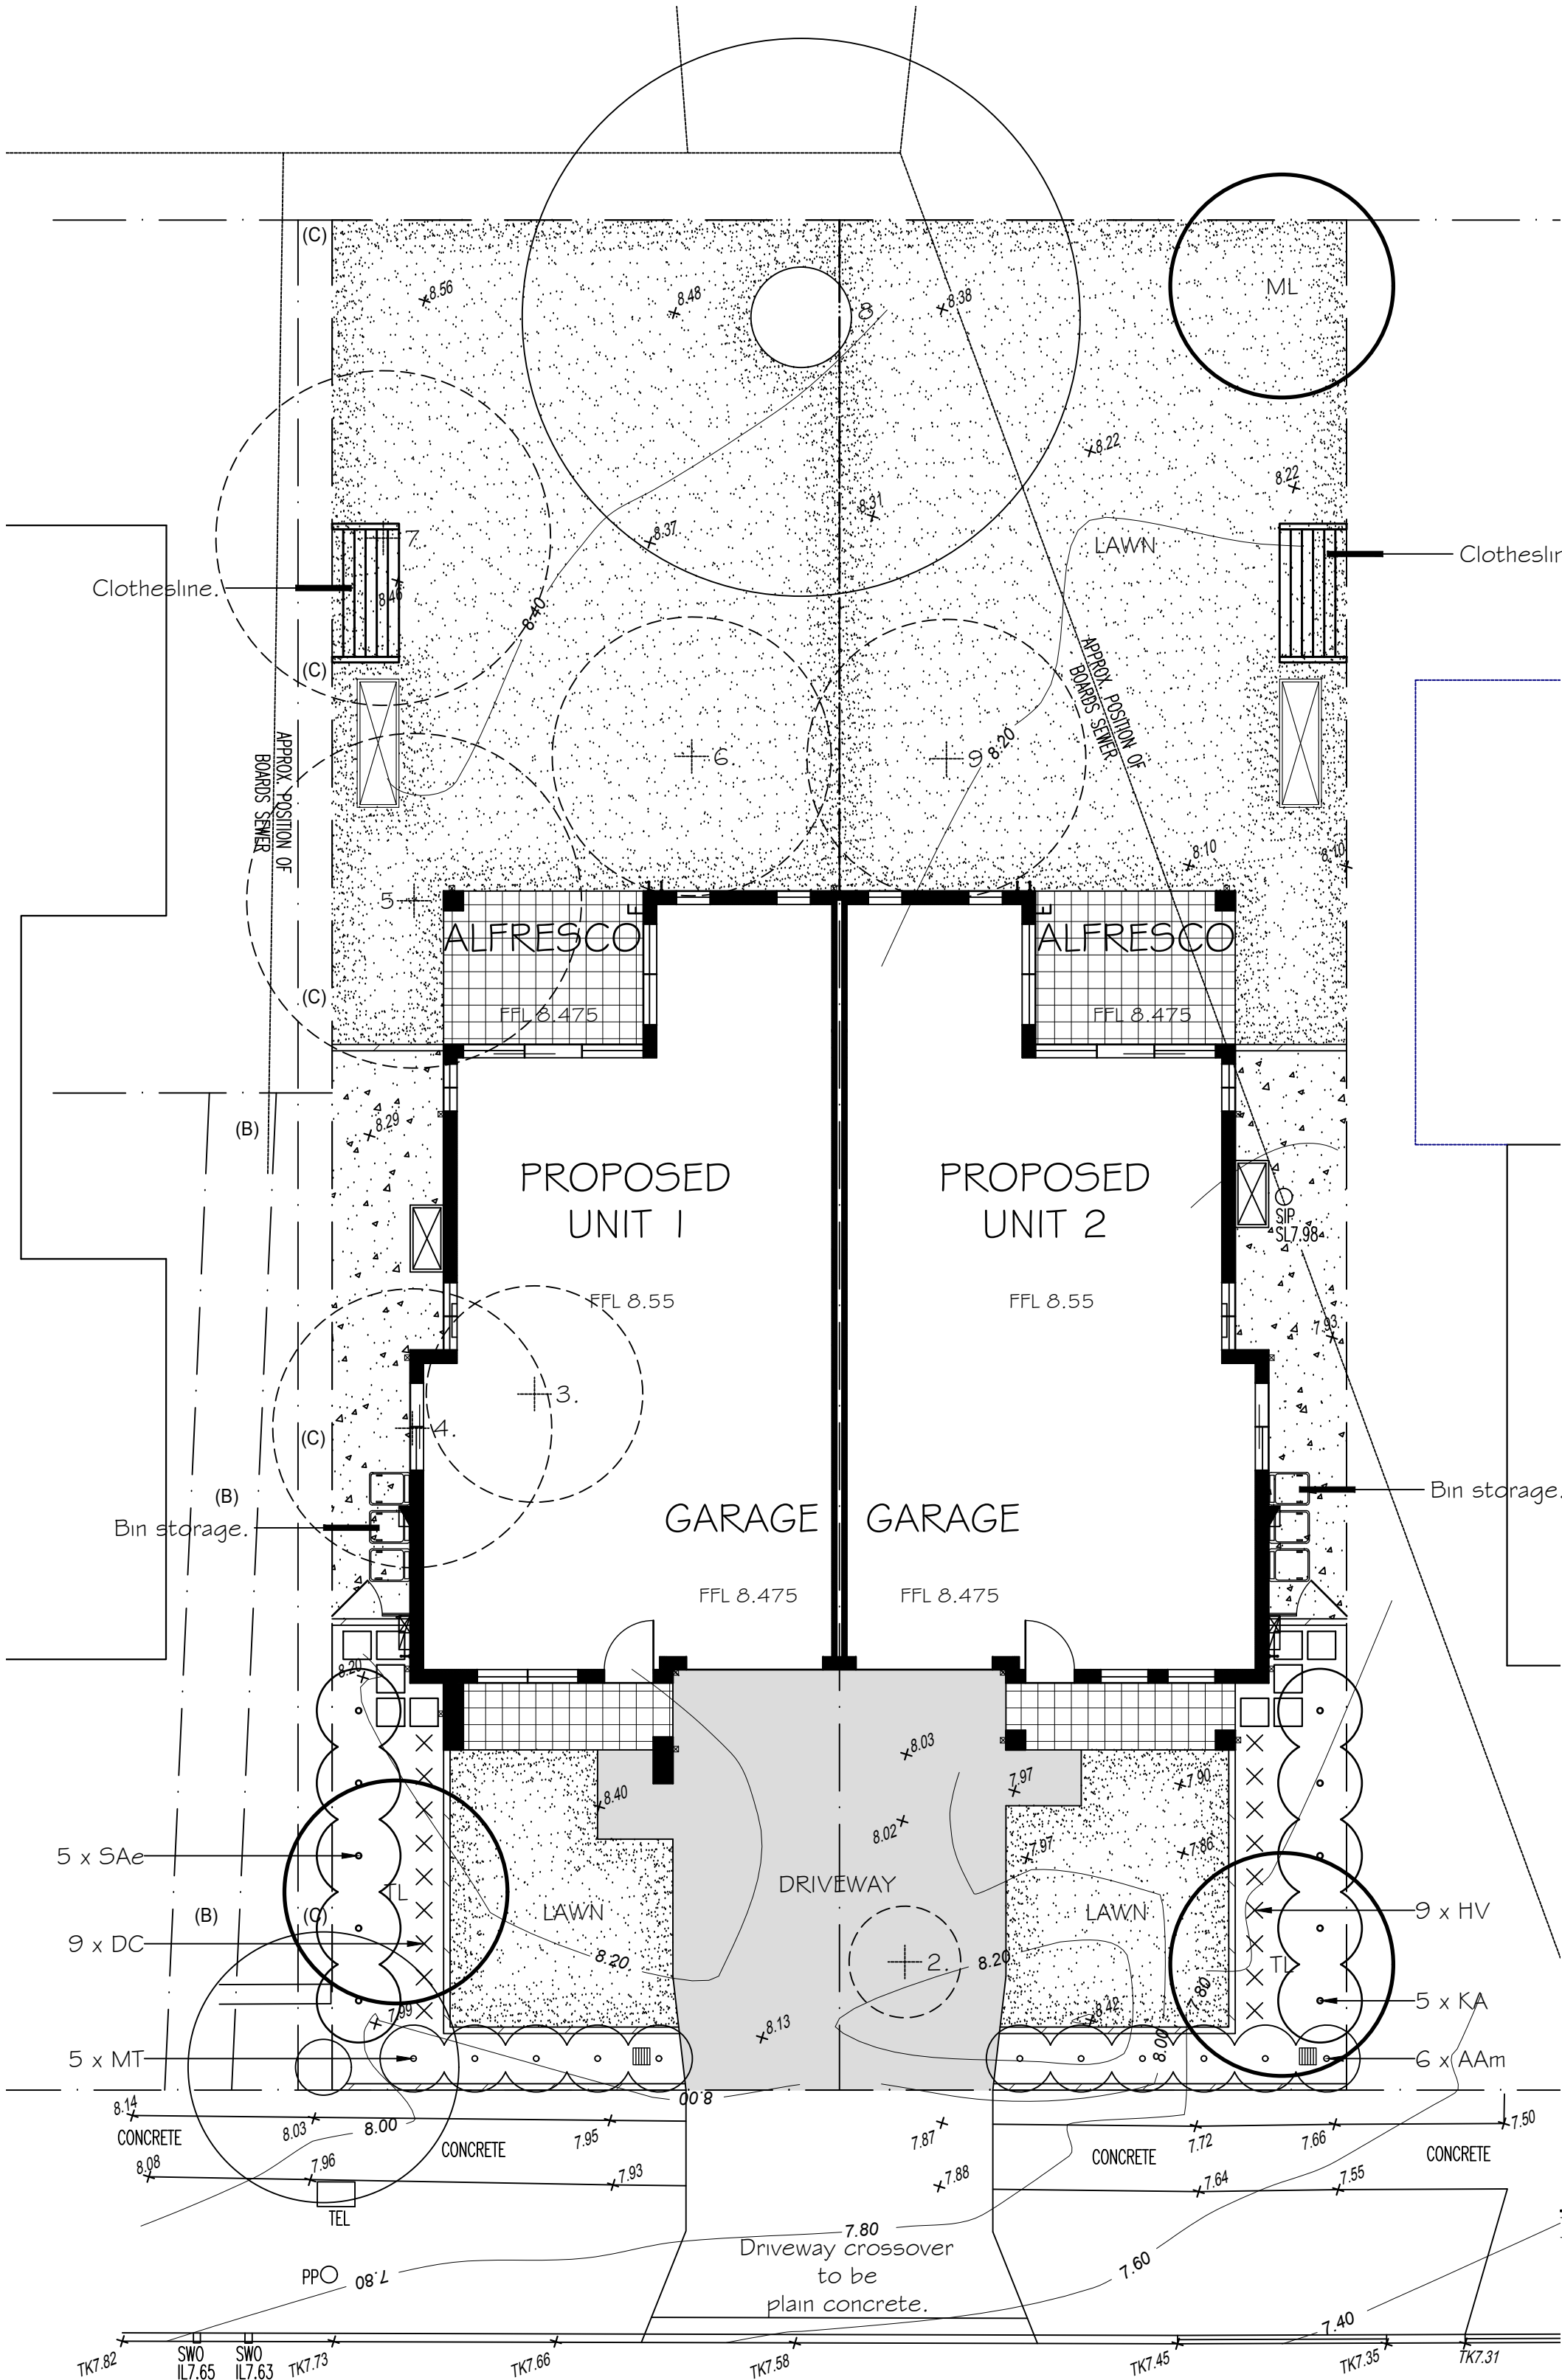 (C)
ML
8.56
8.48
8.
8.38
8.22
8.22
8.31
8.37
LAWN
7.
Clothesline.
8.46
8.40
(C)
6.
9.
8.20
APPROX. POSITION OF
BOARDS SEWER
APPROX. POSITION OF
BOARDS SEWER
8.10
8.10
5
E
E
ALFRESCO
ALFRESCO
(C)
FFL 8.475
FFL 8.475
(B)
8.29
PROPOSED
UNIT 1
PROPOSED
UNIT 2
SIP
SL7.98
FFL 8.55
FFL 8.55
7.93
3.
4.
(C)
(B)
Bin storage.
Bin storage.
GARAGE
GARAGE
FFL 8.475
FFL 8.475
8.20
8.03
8.40
7.97
7.90
8.02
7.97
7.86
5 x SAe
TL
DRIVEWAY
(B)
(C)
LAWN
LAWN
9 x HV
9 x DC
8.20
2.
8.20
TL
7.80
5 x KA
7.99
8.13
8.42
8.00
5 x MT
6 x AAm
8.00
8.14
8.03
8.00
7.95
7.87
7.72
7.66
7.50
CONCRETE
CONCRETE
CONCRETE
CONCRETE
8.08
7.96
7.93
7.88
7.64
7.55
TEL
7.80
Driveway crossover
to be
plain concrete.
7.60
PP
7.80
7.40
TK7.82
SWO
IL7.65
SWO
IL7.63
TK7.73
TK7.66
TK7.58
TK7.45
TK7.35
TK7.31